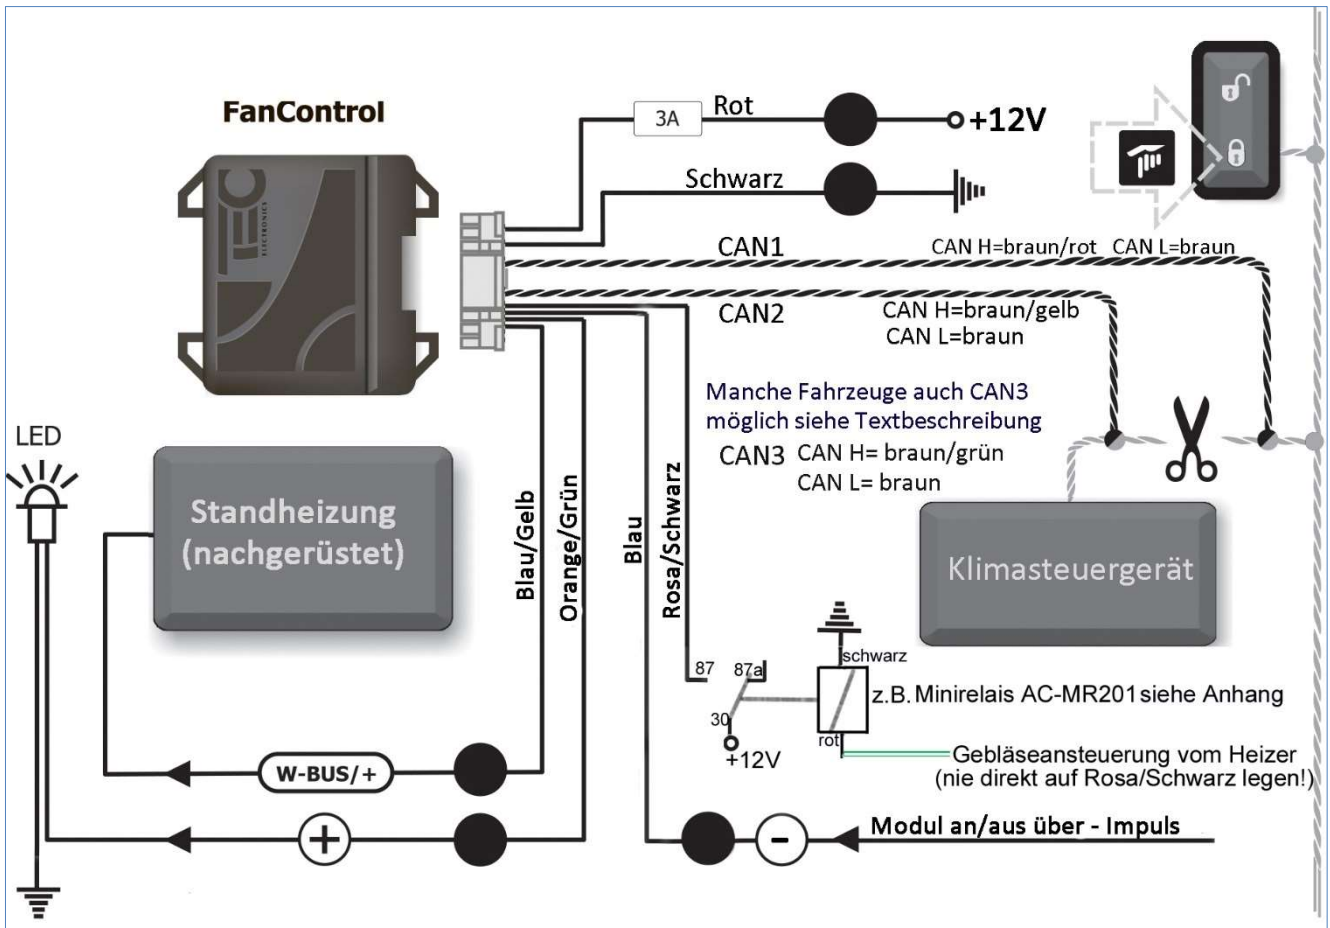 FanControl
3A
Rot
+12V
Schwarz
CAN1
CAN H=braun/rot CAN L=braun
CAN2
CAN H=braun/gelb
CAN L=braun
ELECTRONICS
Manche Fahrzeuge auch CAN3
möglich siehe Textbeschreibung
CAN3 CAN H= braun/grün
CAN L= braun
LED
Standheizung
(nachgerüstet)
Blau/Gelb
Orange/Grün
Blau
Rosa/Schwarz
Klimasteuergerät
schwarz
87
87a
30
+12V
rot
z.B. Minirelais AC-MR201 siehe Anhang
Gebläseansteuerung vom Heizer
(nie direkt auf Rosa/Schwarz legen!)
W-BUS/+
+
-
Modul an/aus über - Impuls